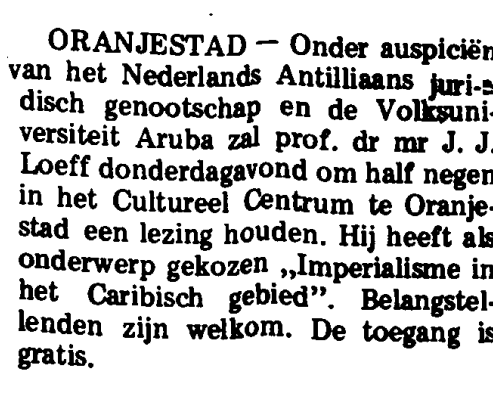 ORANJESTAD — Onder auspiciën
van het Nederlands Antilliaans juri-
disch genootschap en de Volksuni-
versiteit Aruba zal prof. dr mr J. J.
Loeff donderdagavond om half negen
in het Cultureel Centrum te Oranje-
stad een lezing houden. Hij heeft als
onderwerp gekozen „Imperialisme in
het Caribisch gebied”. Belangstel-
lenden zijn welkom. De toegang is
gratis.